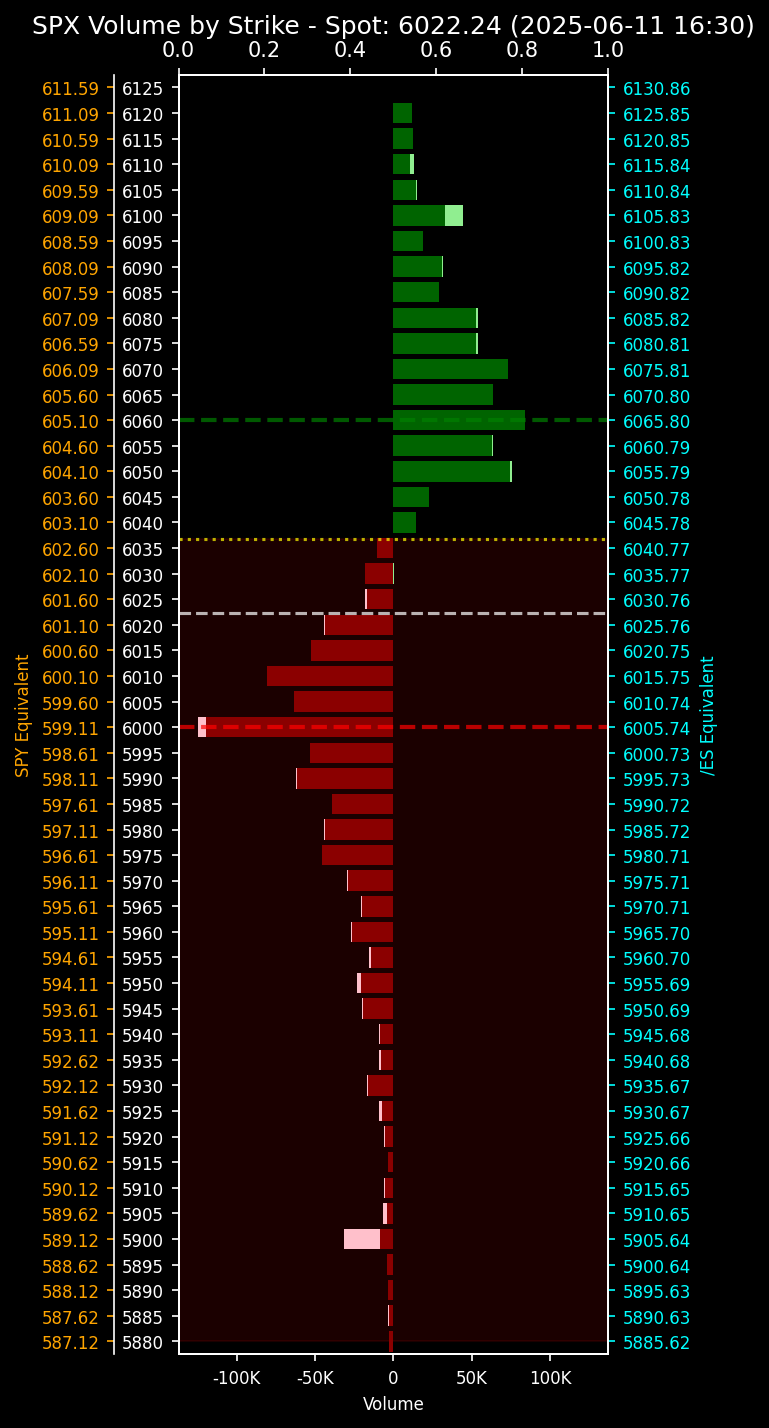 SPX Volume by Strike - Spot: 6022.24 (2025-06-11 16:30)
0.0 0.2 0.4 0.6 0.8 1.0
611.59 6125 6130.86
611.09 6120 6125.85
610.59 6115 6120.85
610.09 6110 6115.84
609.59 6105 6110.84
609.09 6100 6105.83
608.59 6095 6100.83
608.09 6090 6095.82
607.59 6085 6090.82
607.09 6080 6085.82
606.59 6075 6080.81
606.09 6070 6075.81
605.60 6065 6070.80
605.10 6060 6065.80
604.60 6055 6060.79
604.10 6050 6055.79
603.60 6045 6050.78
603.10 6040 6045.78
602.60 6035 6040.77
602.10 6030 6035.77
601.60 6025 6030.76
601.10 6020 6025.76
600.60 6015 6020.75
600.10 6010 6015.75
599.60 6005 6010.74
599.11 6000 6005.74
598.61 5995 6000.73
598.11 5990 5995.73
597.61 5985 5990.72
597.11 5980 5985.72
596.61 5975 5980.71
596.11 5970 5975.71
595.61 5965 5970.71
595.11 5960 5965.70
594.61 5955 5960.70
594.11 5950 5955.69
593.61 5945 5950.69
593.11 5940 5945.68
592.62 5935 5940.68
592.12 5930 5935.67
591.62 5925 5930.67
591.12 5920 5925.66
590.62 5915 5920.66
590.12 5910 5915.65
589.62 5905 5910.65
589.12 5900 5905.64
588.62 5895 5900.64
588.12 5890 5895.63
587.62 5885 5890.63
587.12 5880 5885.62
SPY Equivalent
/ES Equivalent
-100K -50K 0 50K 100K
Volume